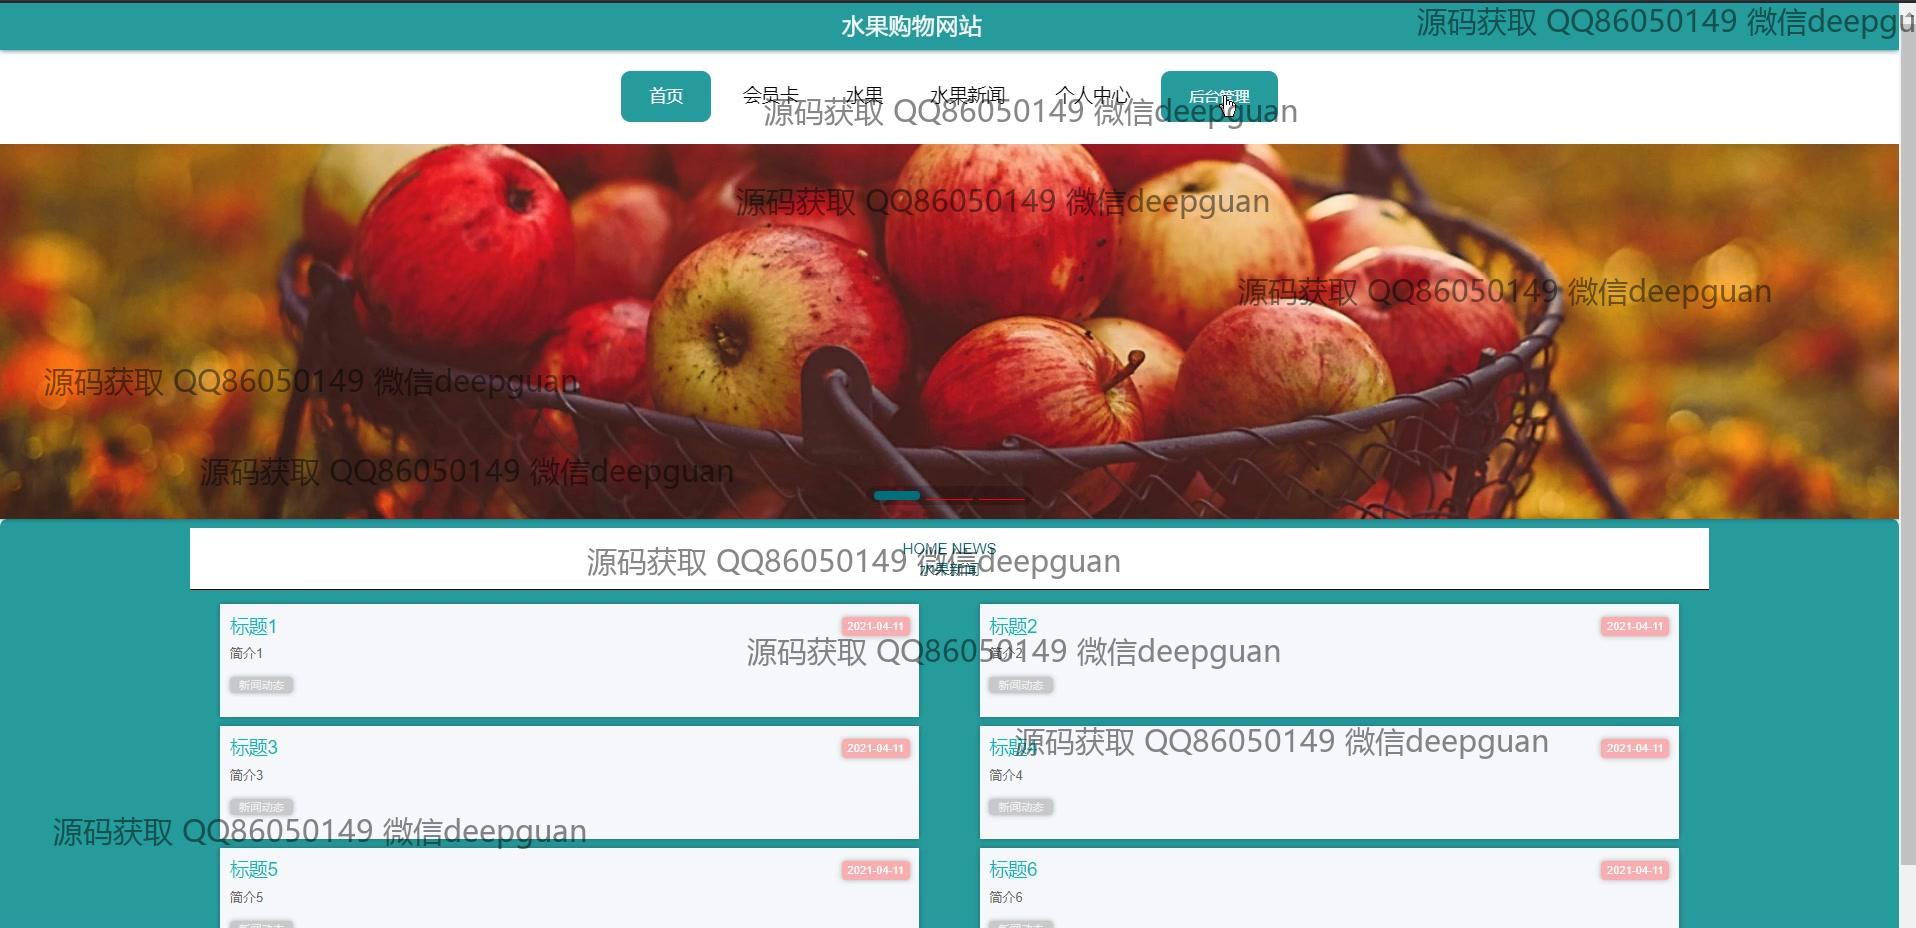 水果购物网站
源码获取 QQ86050149 微信deepgu
首页 会员卡 水果 水果新闻 个人中心 后台管理
源码获取 QQ86050149 微信deepguan
源码获取 QQ86050149 微信deepguan
源码获取 QQ86050149 微信deepguan
源码获取 QQ86050149 微信deepguan
源码获取 QQ86050149 微信deepguan
HOME NEWS
源码获取 QQ86050149 微信deepguan
水果新闻
标题1 2021-04-11
标题2 2021-04-11
源码获取 QQ86050149 微信deepguan
简介1
简介2
新闻动态
新闻动态
源码获取 QQ86050149 微信deepguan
标题3 2021-04-11
标题4 2021-04-11
简介3
简介4
新闻动态
新闻动态
源码获取 QQ86050149 微信deepguan
标题5 2021-04-11
标题6 2021-04-11
简介5
简介6
新闻动态
新闻动态